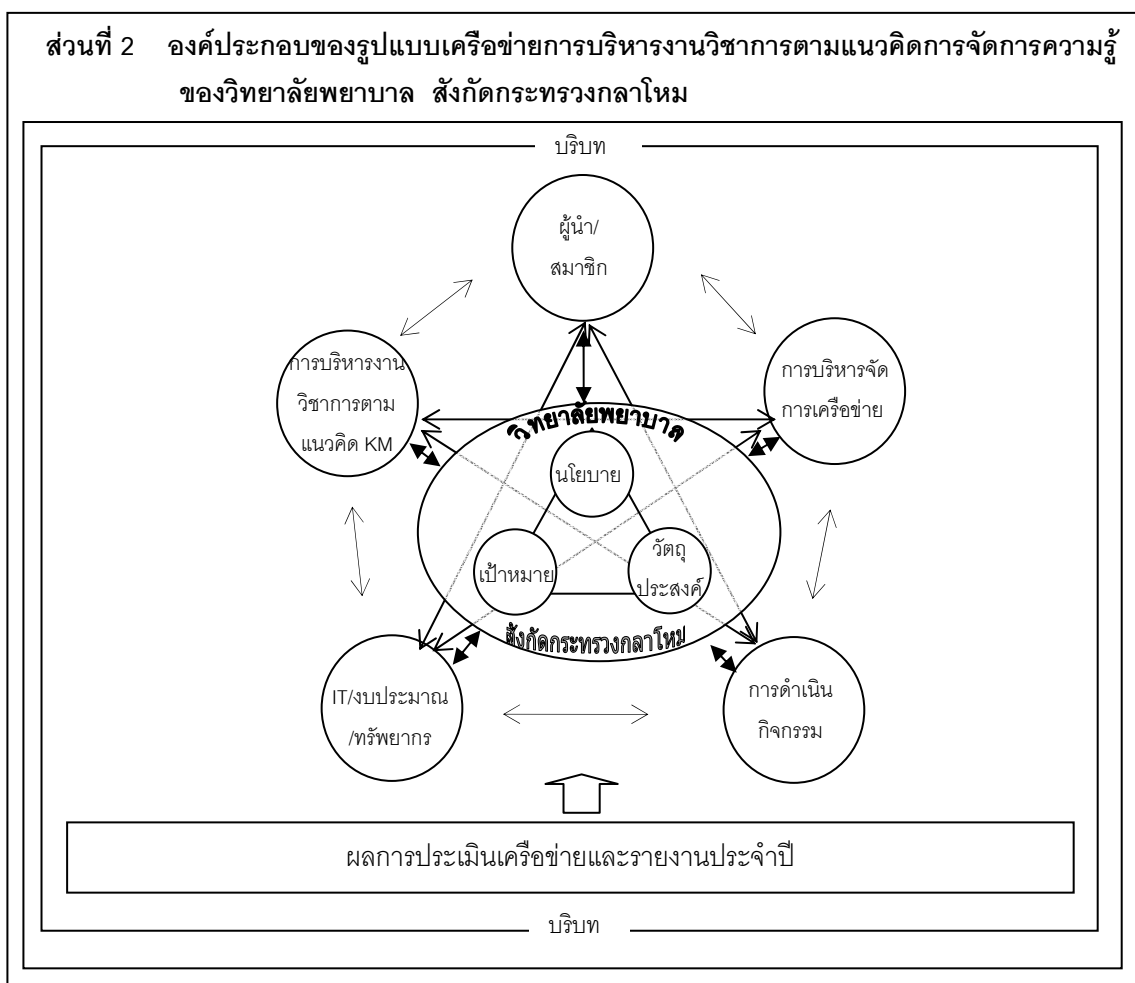 ส่วนที่ 2 องค์ประกอบของรูปแบบเครือข่ายการบริหารงานวิชาการตามแนวคิดการจัดการความรู้
ของวิทยาลัยพยาบาล สังกัดกระทรวงกลาโหม
บริบท
ผู้นำ/
สมาชิก
การบริหารงาน
วิชาการตาม
แนวคิด KM
การบริหารจัด
การเครือข่าย
วิทยาลัยพยาบาล
นโยบาย
เป้าหมาย
วัตถุ
ประสงค์
สังกัดกระทรวงกลาโหม
IT/งบประมาณ
/ทรัพยากร
การดำเนิน
กิจกรรม
ผลการประเมินเครือข่ายและรายงานประจำปี
บริบท